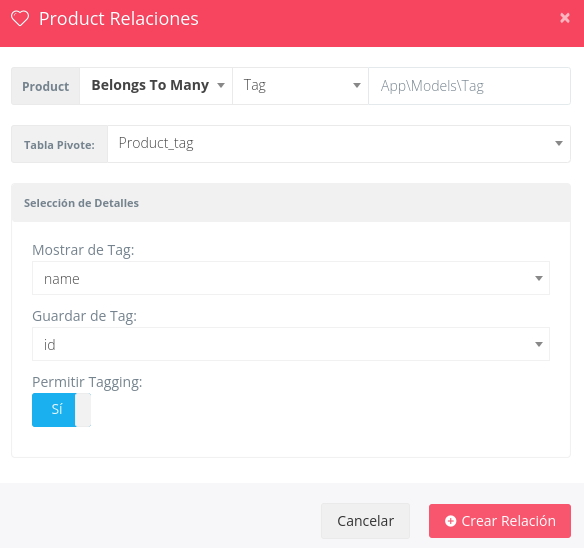 Product Relaciones ×
Product Belongs To Many Tag App\Models\Tag
Tabla Pivote: Product_tag
Selección de Detalles
Mostrar de Tag:
name
Guardar de Tag:
id
Permitir Tagging:
Sí
Cancelar Crear Relación